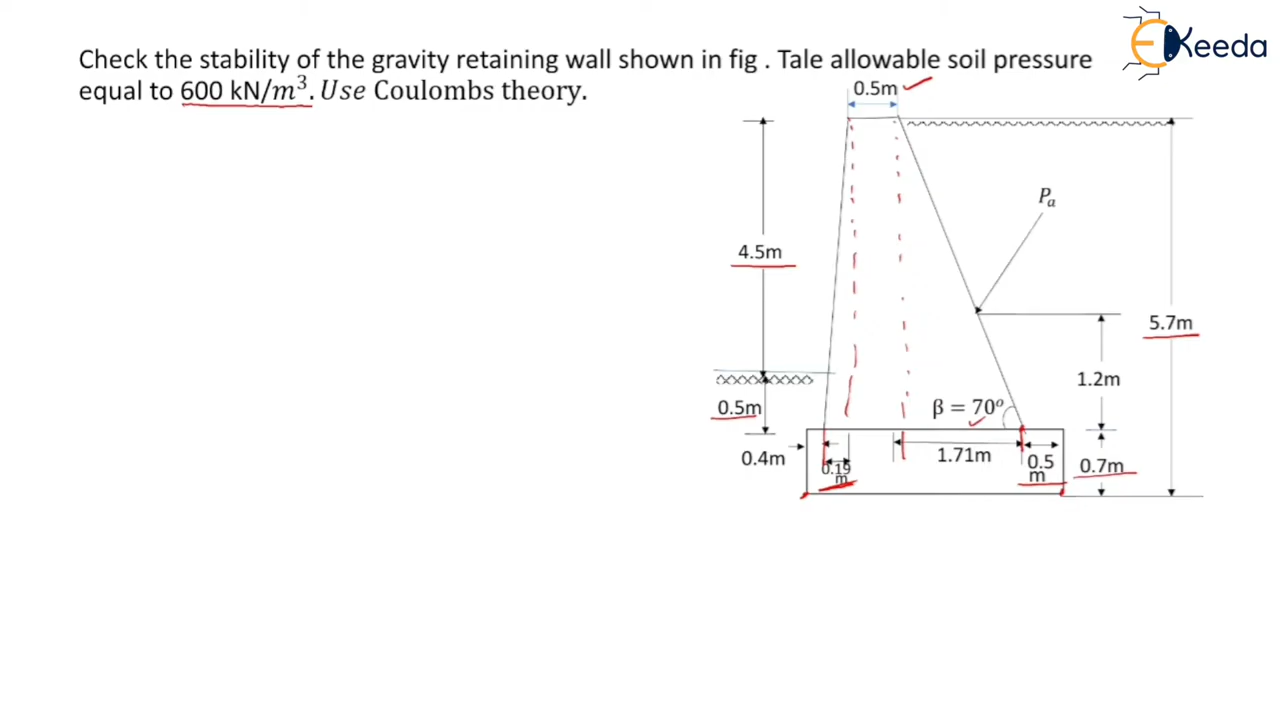 Keeda
Check the stability of the gravity retaining wall shown in fig . Tale allowable soil pressure
equal to 600 kN/m³. Use Coulombs theory.
0.5m
Pₐ
4.5m
5.7m
1.2m
0.5m
β = 70°
0.4m
0.19
m
1.71m
0.5
m
0.7m